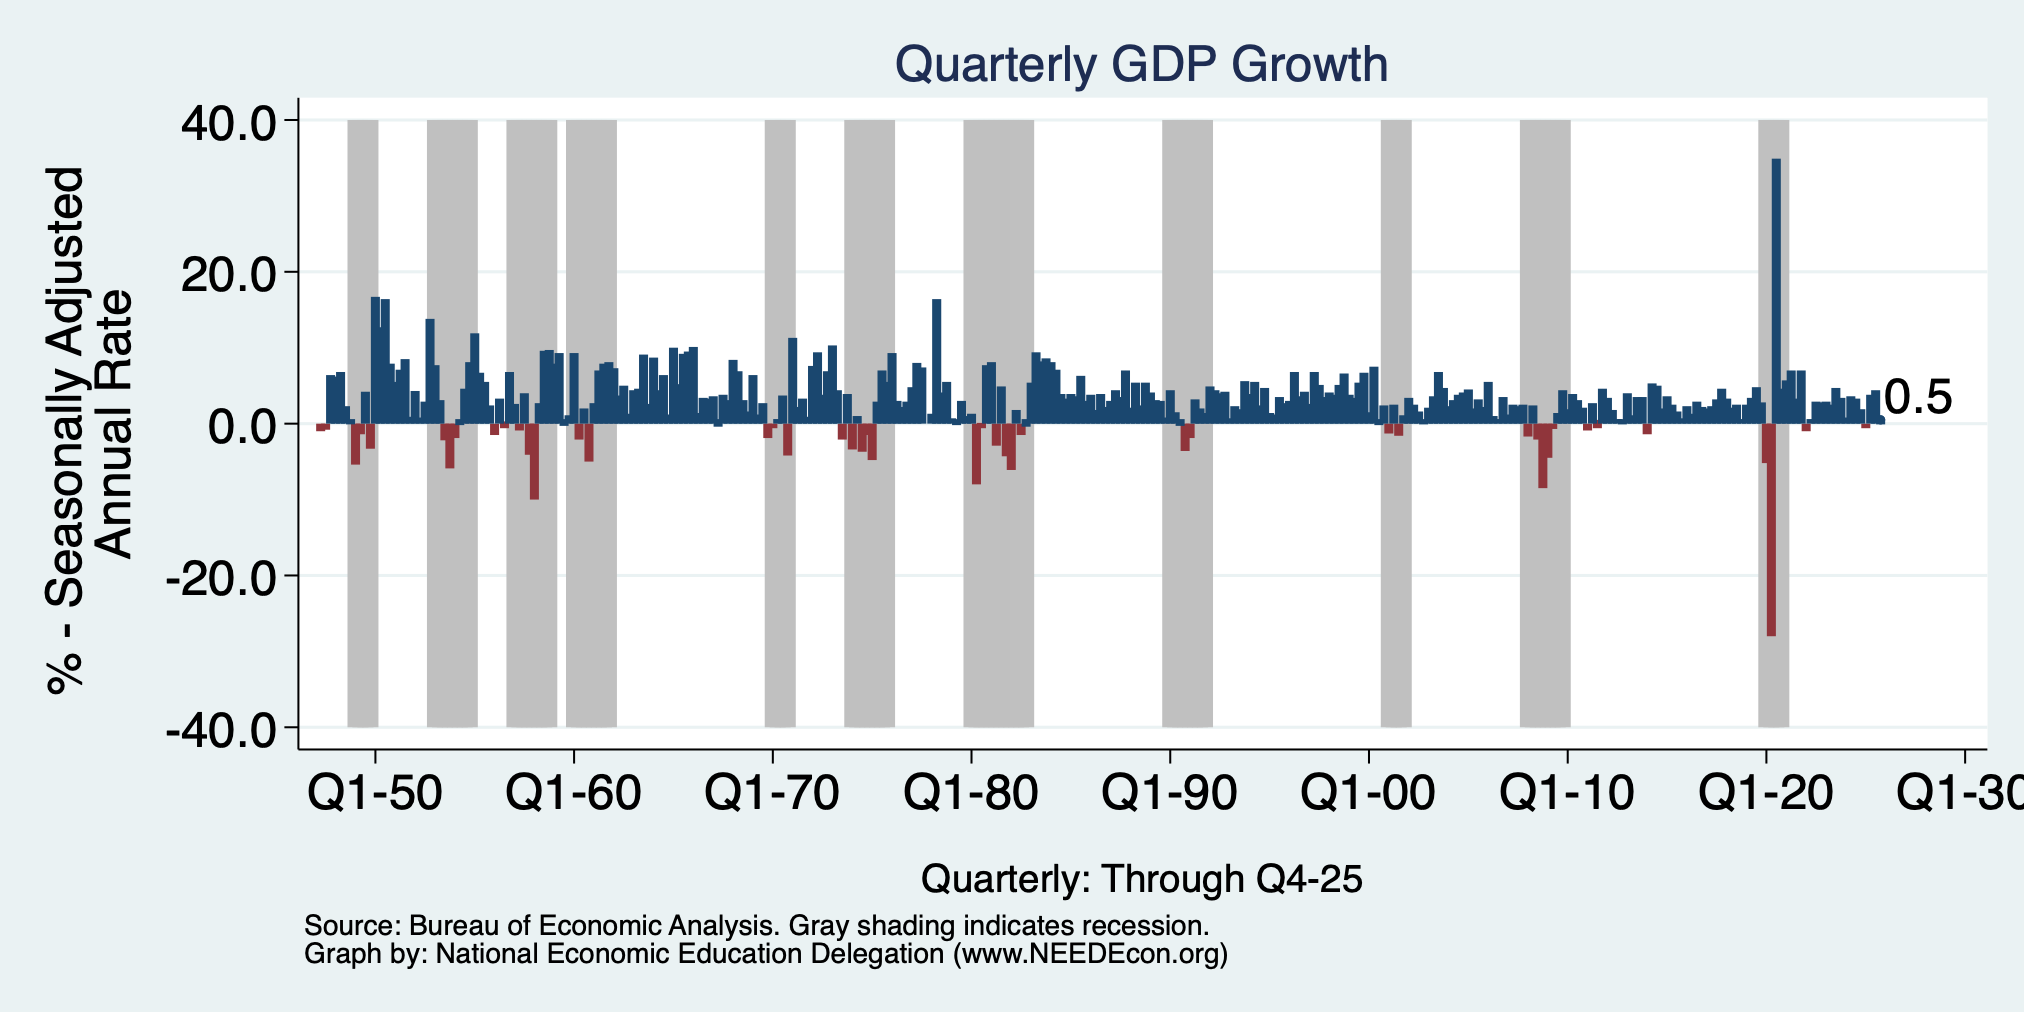 Quarterly GDP Growth
% - Seasonally Adjusted
Annual Rate
40.0
20.0
0.0
-20.0
-40.0
0.5
Q1-50 Q1-60 Q1-70 Q1-80 Q1-90 Q1-00 Q1-10 Q1-20 Q1-30
Quarterly: Through Q4-25
Source: Bureau of Economic Analysis. Gray shading indicates recession.
Graph by: National Economic Education Delegation (www.NEEDEcon.org)